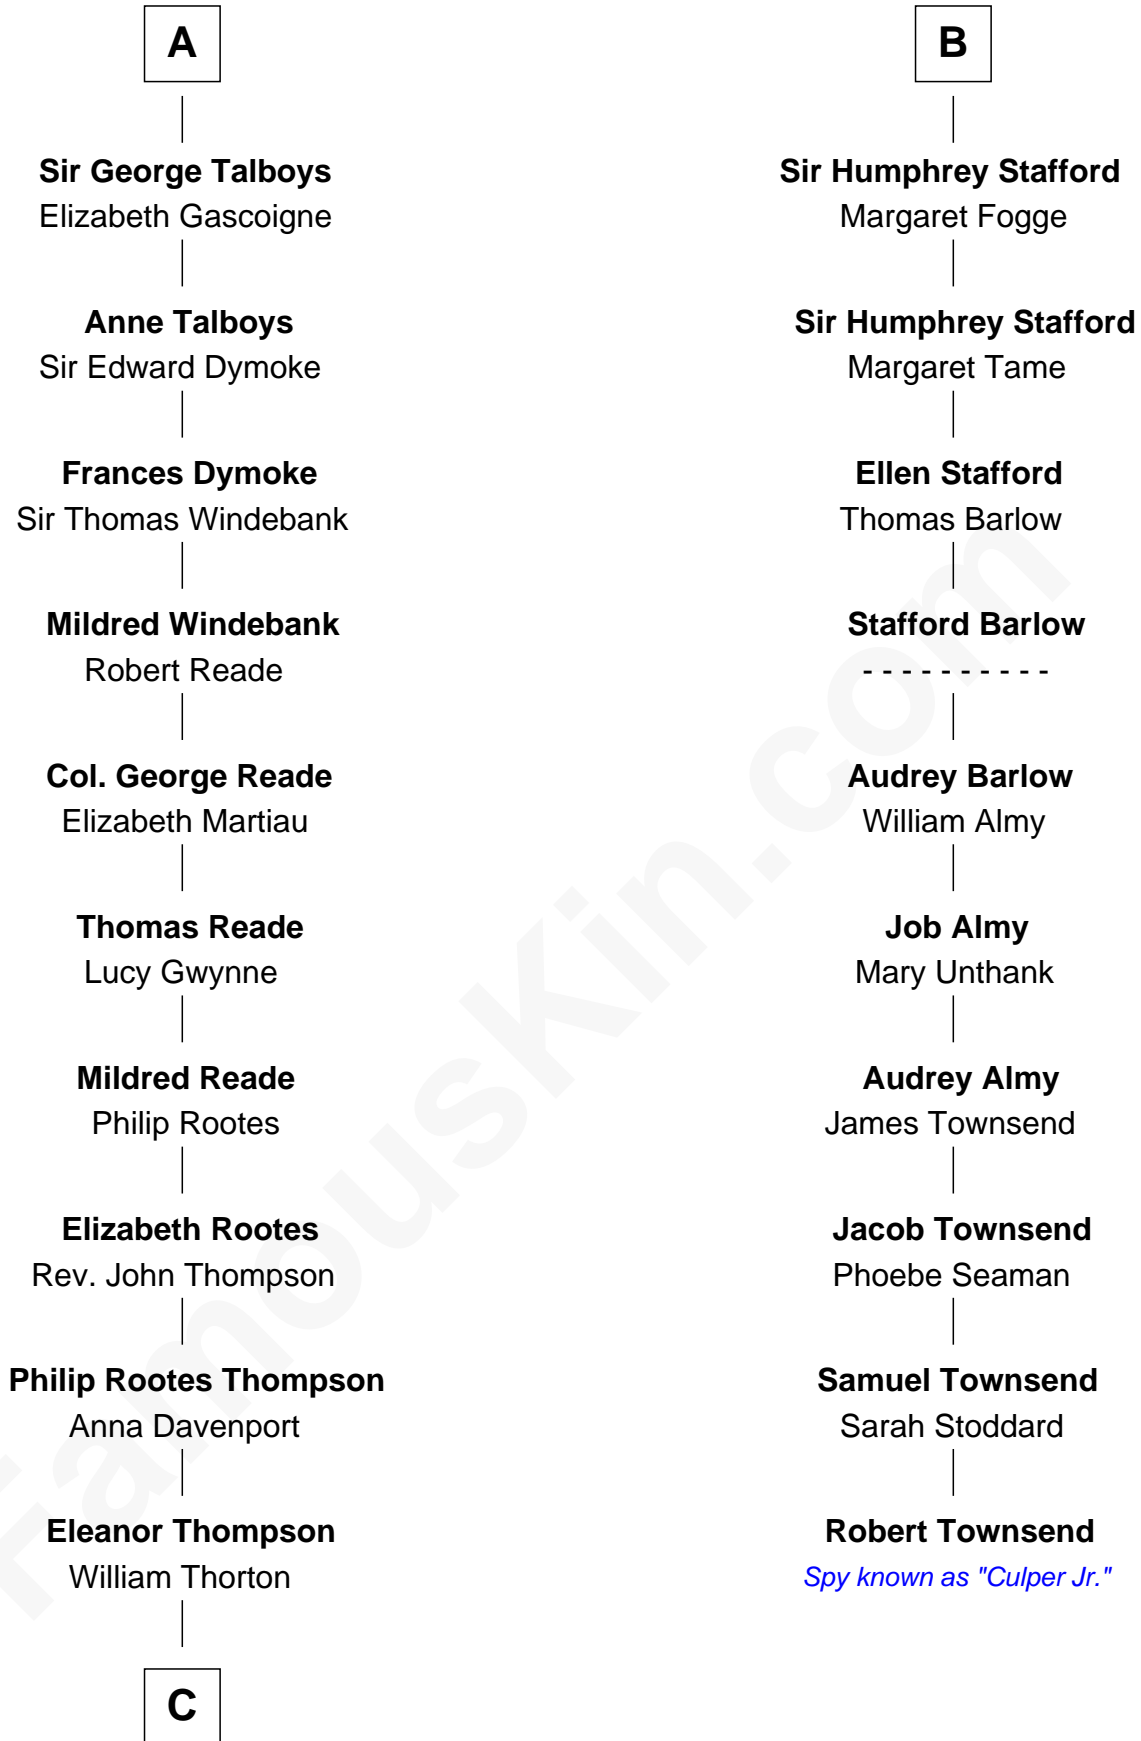 A
Sir George Talboys
Elizabeth Gascoigne
Anne Talboys
Sir Edward Dymoke
Frances Dymoke
Sir Thomas Windebank
Mildred Windebank
Robert Reade
Col. George Reade
Elizabeth Martiau
Thomas Reade
Lucy Gwynne
Mildred Reade
Philip Rootes
Elizabeth Rootes
Rev. John Thompson
Philip Rootes Thompson
Anna Davenport
Eleanor Thompson
William Thorton
C
B
Sir Humphrey Stafford
Margaret Fogge
Sir Humphrey Stafford
Margaret Tame
Ellen Stafford
Thomas Barlow
Stafford Barlow
- - - - - - - - - -
Audrey Barlow
William Almy
Job Almy
Mary Unthank
Audrey Almy
James Townsend
Jacob Townsend
Phoebe Seaman
Samuel Townsend
Sarah Stoddard
Robert Townsend
Spy known as "Culper Jr."
FamousKin.com